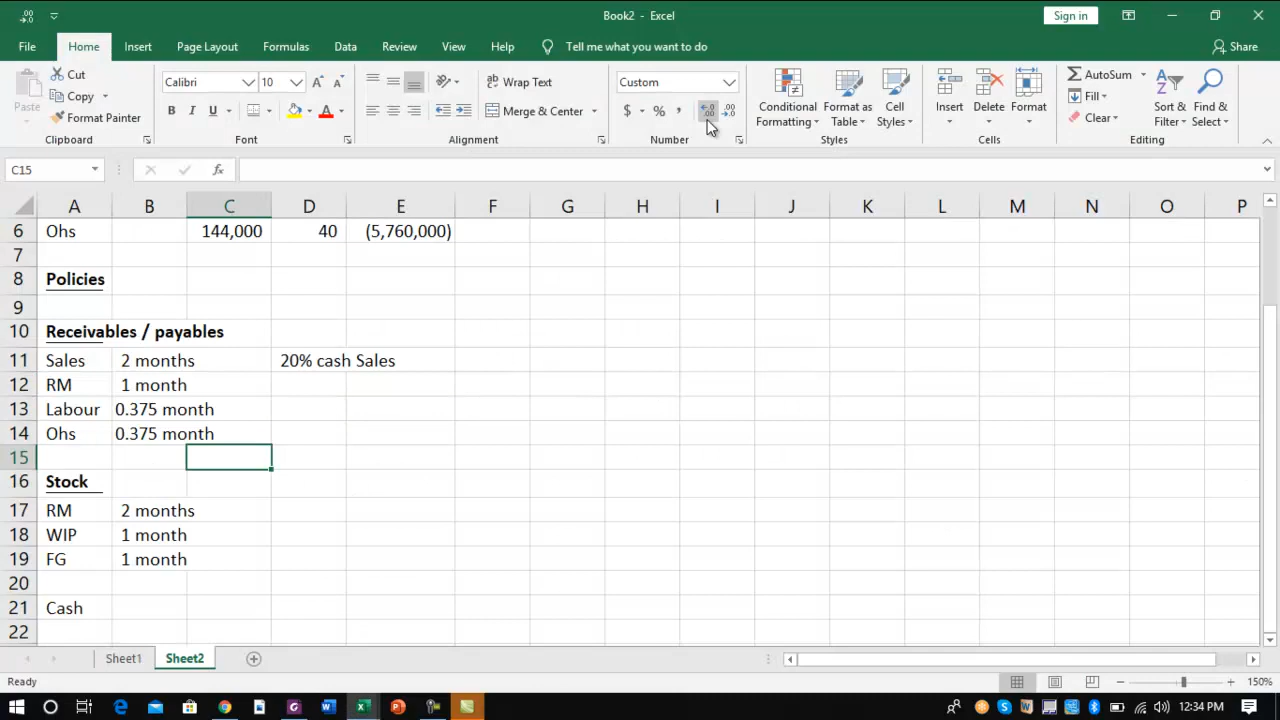 Book2 - Excel
Sign in
File Home Insert Page Layout Formulas Data Review View Help Tell me what you want to do Share
Paste
Cut
Copy
Format Painter
Clipboard
Calibri 10
B I U
Font
Wrap Text
Merge & Center
Alignment
Custom
$ % ,
Number
Conditional Formatting
Format as Table
Cell Styles
Styles
Insert Delete Format
Cells
AutoSum
Fill
Clear
Sort & Filter
Find & Select
Editing
C15 fx
A B C D E F G H I J K L M N O P
6 Ohs 144,000 40 (5,760,000)
7
8 Policies
9
10 Receivables / payables
11 Sales 2 months 20% cash Sales
12 RM 1 month
13 Labour 0.375 month
14 Ohs 0.375 month
15
16 Stock
17 RM 2 months
18 WIP 1 month
19 FG 1 month
20
21 Cash
22
Sheet1 Sheet2
Ready 150%
12:34 PM